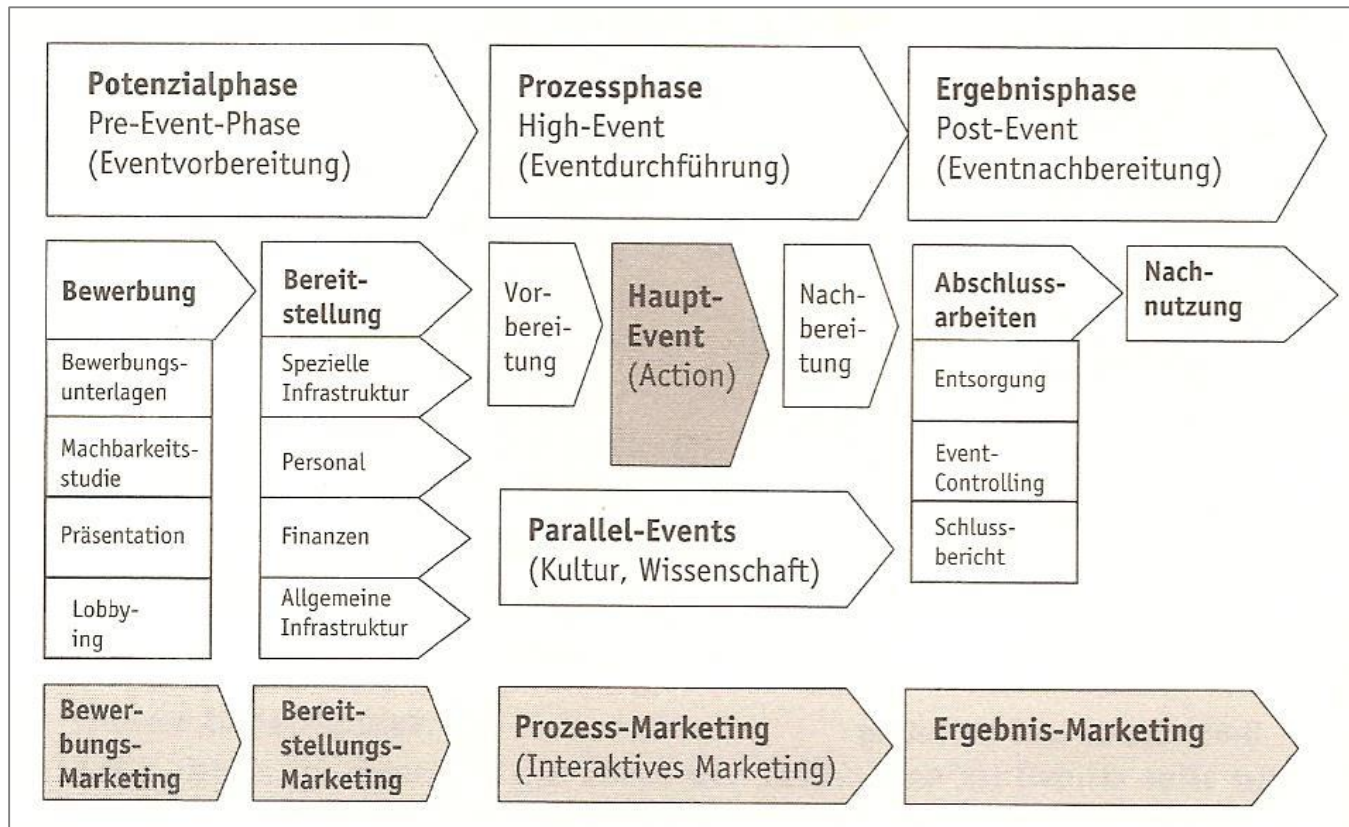 Potenzialphase
Pre-Event-Phase
(Eventvorbereitung)
Prozessphase
High-Event
(Eventdurchführung)
Ergebnisphase
Post-Event
(Eventnachbereitung)
Bewerbung
Bereit-
stellung
Vor-
berei-
tung
Haupt-
Event
(Action)
Nach-
berei-
tung
Abschluss-
arbeiten
Nach-
nutzung
Bewerbungs-
unterlagen
Machbarkeits-
studie
Präsentation
Lobby-
ing
Spezielle
Infrastruktur
Personal
Finanzen
Allgemeine
Infrastruktur
Parallel-Events
(Kultur, Wissenschaft)
Entsorgung
Event-
Controlling
Schluss-
bericht
Bewer-
bungs-
Marketing
Bereit-
stellungs-
Marketing
Prozess-Marketing
(Interaktives Marketing)
Ergebnis-Marketing